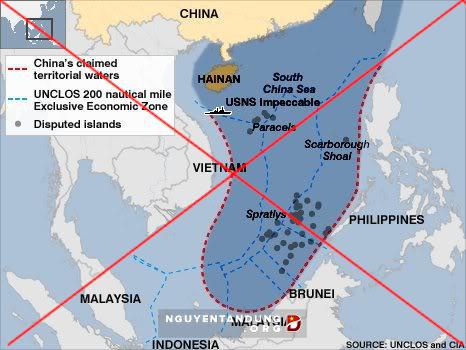 CHINA
China's claimed
territorial waters
UNCLOS 200 nautical mile
Exclusive Economic Zone
Disputed islands
HAINAN
South
China Sea
USNS Impeccable
Paracels
Scarborough
Shoal
VIETNAM
Spratlys
PHILIPPINES
BRUNEI
MALAYSIA
NGUYENTANDUNG
.ORG
MALAYSIA
INDONESIA
SOURCE: UNCLOS and CIA